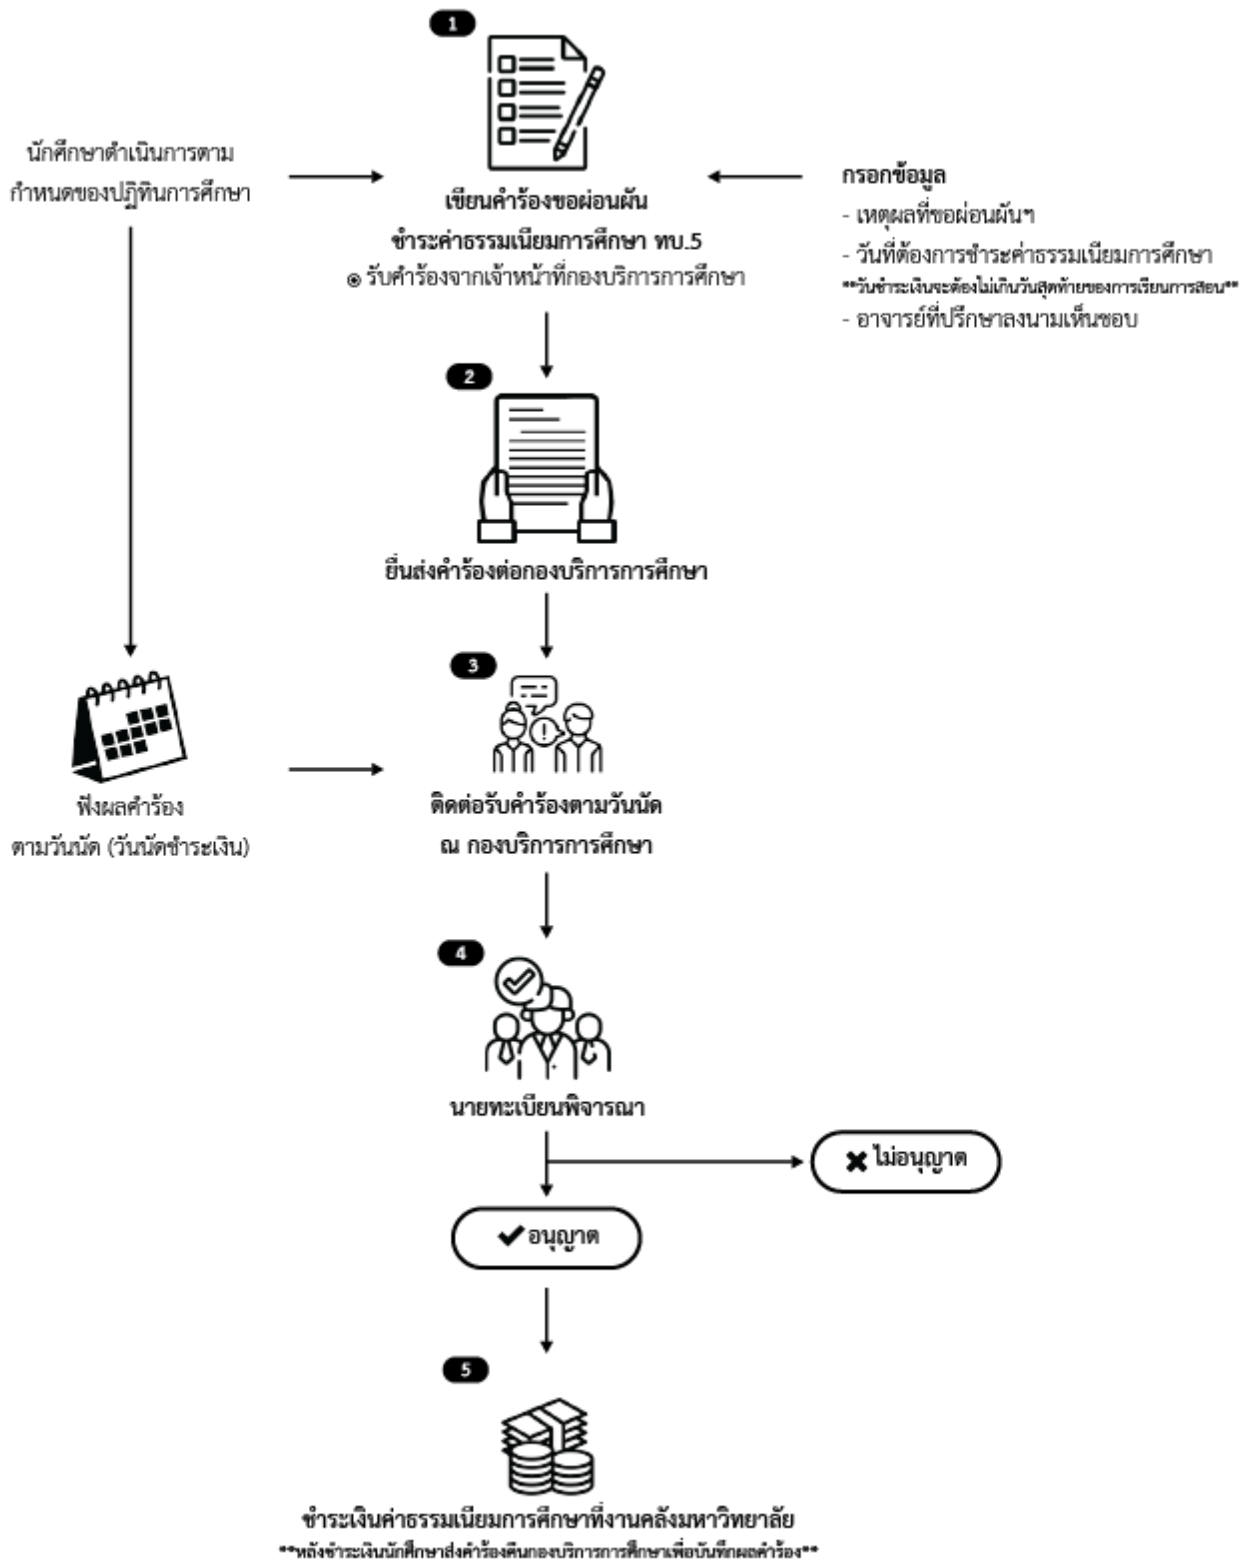 1
นักศึกษาดำเนินการตาม
กำหนดของปฏิทินการศึกษา
เขียนคำร้องขอผ่อนผัน
ชำระค่าธรรมเนียมการศึกษา ทบ.5
รับคำร้องจากเจ้าหน้าที่กองบริการการศึกษา
กรอกข้อมูล
- เหตุผลที่ขอผ่อนผันฯ
- วันที่ต้องการชำระค่าธรรมเนียมการศึกษา
**วันชำระเงินจะต้องไม่เกินวันสุดท้ายของการเรียนการสอน**
- อาจารย์ที่ปรึกษาลงนามเห็นชอบ
2
ยื่นส่งคำร้องต่อกองบริการการศึกษา
3
ฟังผลคำร้อง
ตามวันนัด (วันนัดชำระเงิน)
ติดต่อรับคำร้องตามวันนัด
ณ กองบริการการศึกษา
4
นายทะเบียนพิจารณา
ไม่อนุญาต
อนุญาต
5
ชำระเงินค่าธรรมเนียมการศึกษาที่งานคลังมหาวิทยาลัย
**หลังชำระเงินนักศึกษาส่งคำร้องคืนกองบริการการศึกษาเพื่อบันทึกผลคำร้อง**